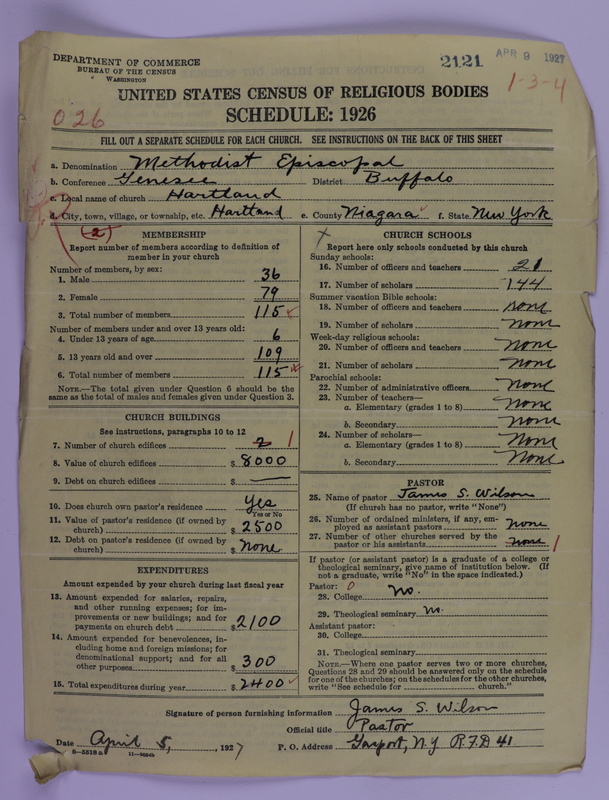 DEPARTMENT OF COMMERCE
BUREAU OF THE CENSUS
WASHINGTON
2121 APR 9 1927
1-3-4
UNITED STATES CENSUS OF RELIGIOUS BODIES
SCHEDULE: 1926
026
FILL OUT A SEPARATE SCHEDULE FOR EACH CHURCH. SEE INSTRUCTIONS ON THE BACK OF THIS SHEET
a. Denomination Methodist Episcopal
b. Conference Genesee District Buffalo
c. Local name of church Hartland
d. City, town, village, or township, etc. Hartland e. County Niagara f. State New York
(2)
MEMBERSHIP
Report number of members according to definition of
member in your church
Number of members, by sex:
1. Male 36
2. Female 79
3. Total number of members 115
Number of members under and over 13 years old:
4. Under 13 years of age 6
5. 13 years old and over 109
6. Total number of members 115
NOTE.—The total given under Question 6 should be
same as the total of males and females given under Question 3.
CHURCH BUILDINGS
See instructions, paragraphs 10 to 12
7. Number of church edifices 2 1
8. Value of church edifices $8000
9. Debt on church edifices $ —
10. Does church own pastor's residence? Yes
Yes or No
11. Value of pastor's residence (if owned by
church) $2500
12. Debt on pastor's residence (if owned by
church) $None
EXPENDITURES
Amount expended by your church during last fiscal year
13. Amount expended for salaries, repairs,
and other running expenses; for im-
provements or new buildings; and for
payments on church debt $2100
14. Amount expended for benevolences, in-
cluding home and foreign missions; for
denominational support; and for all
other purposes $300
15. Total expenditures during year $2400
X
CHURCH SCHOOLS
Report here only schools conducted by this church
Sunday schools:
16. Number of officers and teachers 21
17. Number of scholars 144
Summer vacation Bible schools:
18. Number of officers and teachers none
19. Number of scholars none
Week-day religious schools:
20. Number of officers and teachers none
21. Number of scholars none
Parochial schools:
22. Number of administrative officers none
23. Number of teachers—
a. Elementary (grades 1 to 8) none
b. Secondary none
24. Number of scholars—
a. Elementary (grades 1 to 8) none
b. Secondary none
PASTOR
25. Name of pastor James S. Wilson
(If church has no pastor, write "None")
26. Number of ordained ministers, if any, em-
ployed as assistant pastors none
27. Number of other churches served by the
pastor or his assistants none 1
If pastor (or assistant pastor) is a graduate of a college or
theological seminary, give name of institution below. (If
not a graduate, write "No" in the space indicated.)
Pastor: 0
28. College no.
29. Theological seminary no.
Assistant pastor:
30. College
31. Theological seminary
NOTE.—Where one pastor serves two or more churches,
Questions 28 and 29 should be answered only on the schedule
for one of the churches; on the schedules for the other churches,
write "See schedule for church."
Signature of person furnishing information James S. Wilson
Official title Pastor
Date April 5, 1927 P. O. Address Gasport, N.Y R.F.D 41
8—5518a